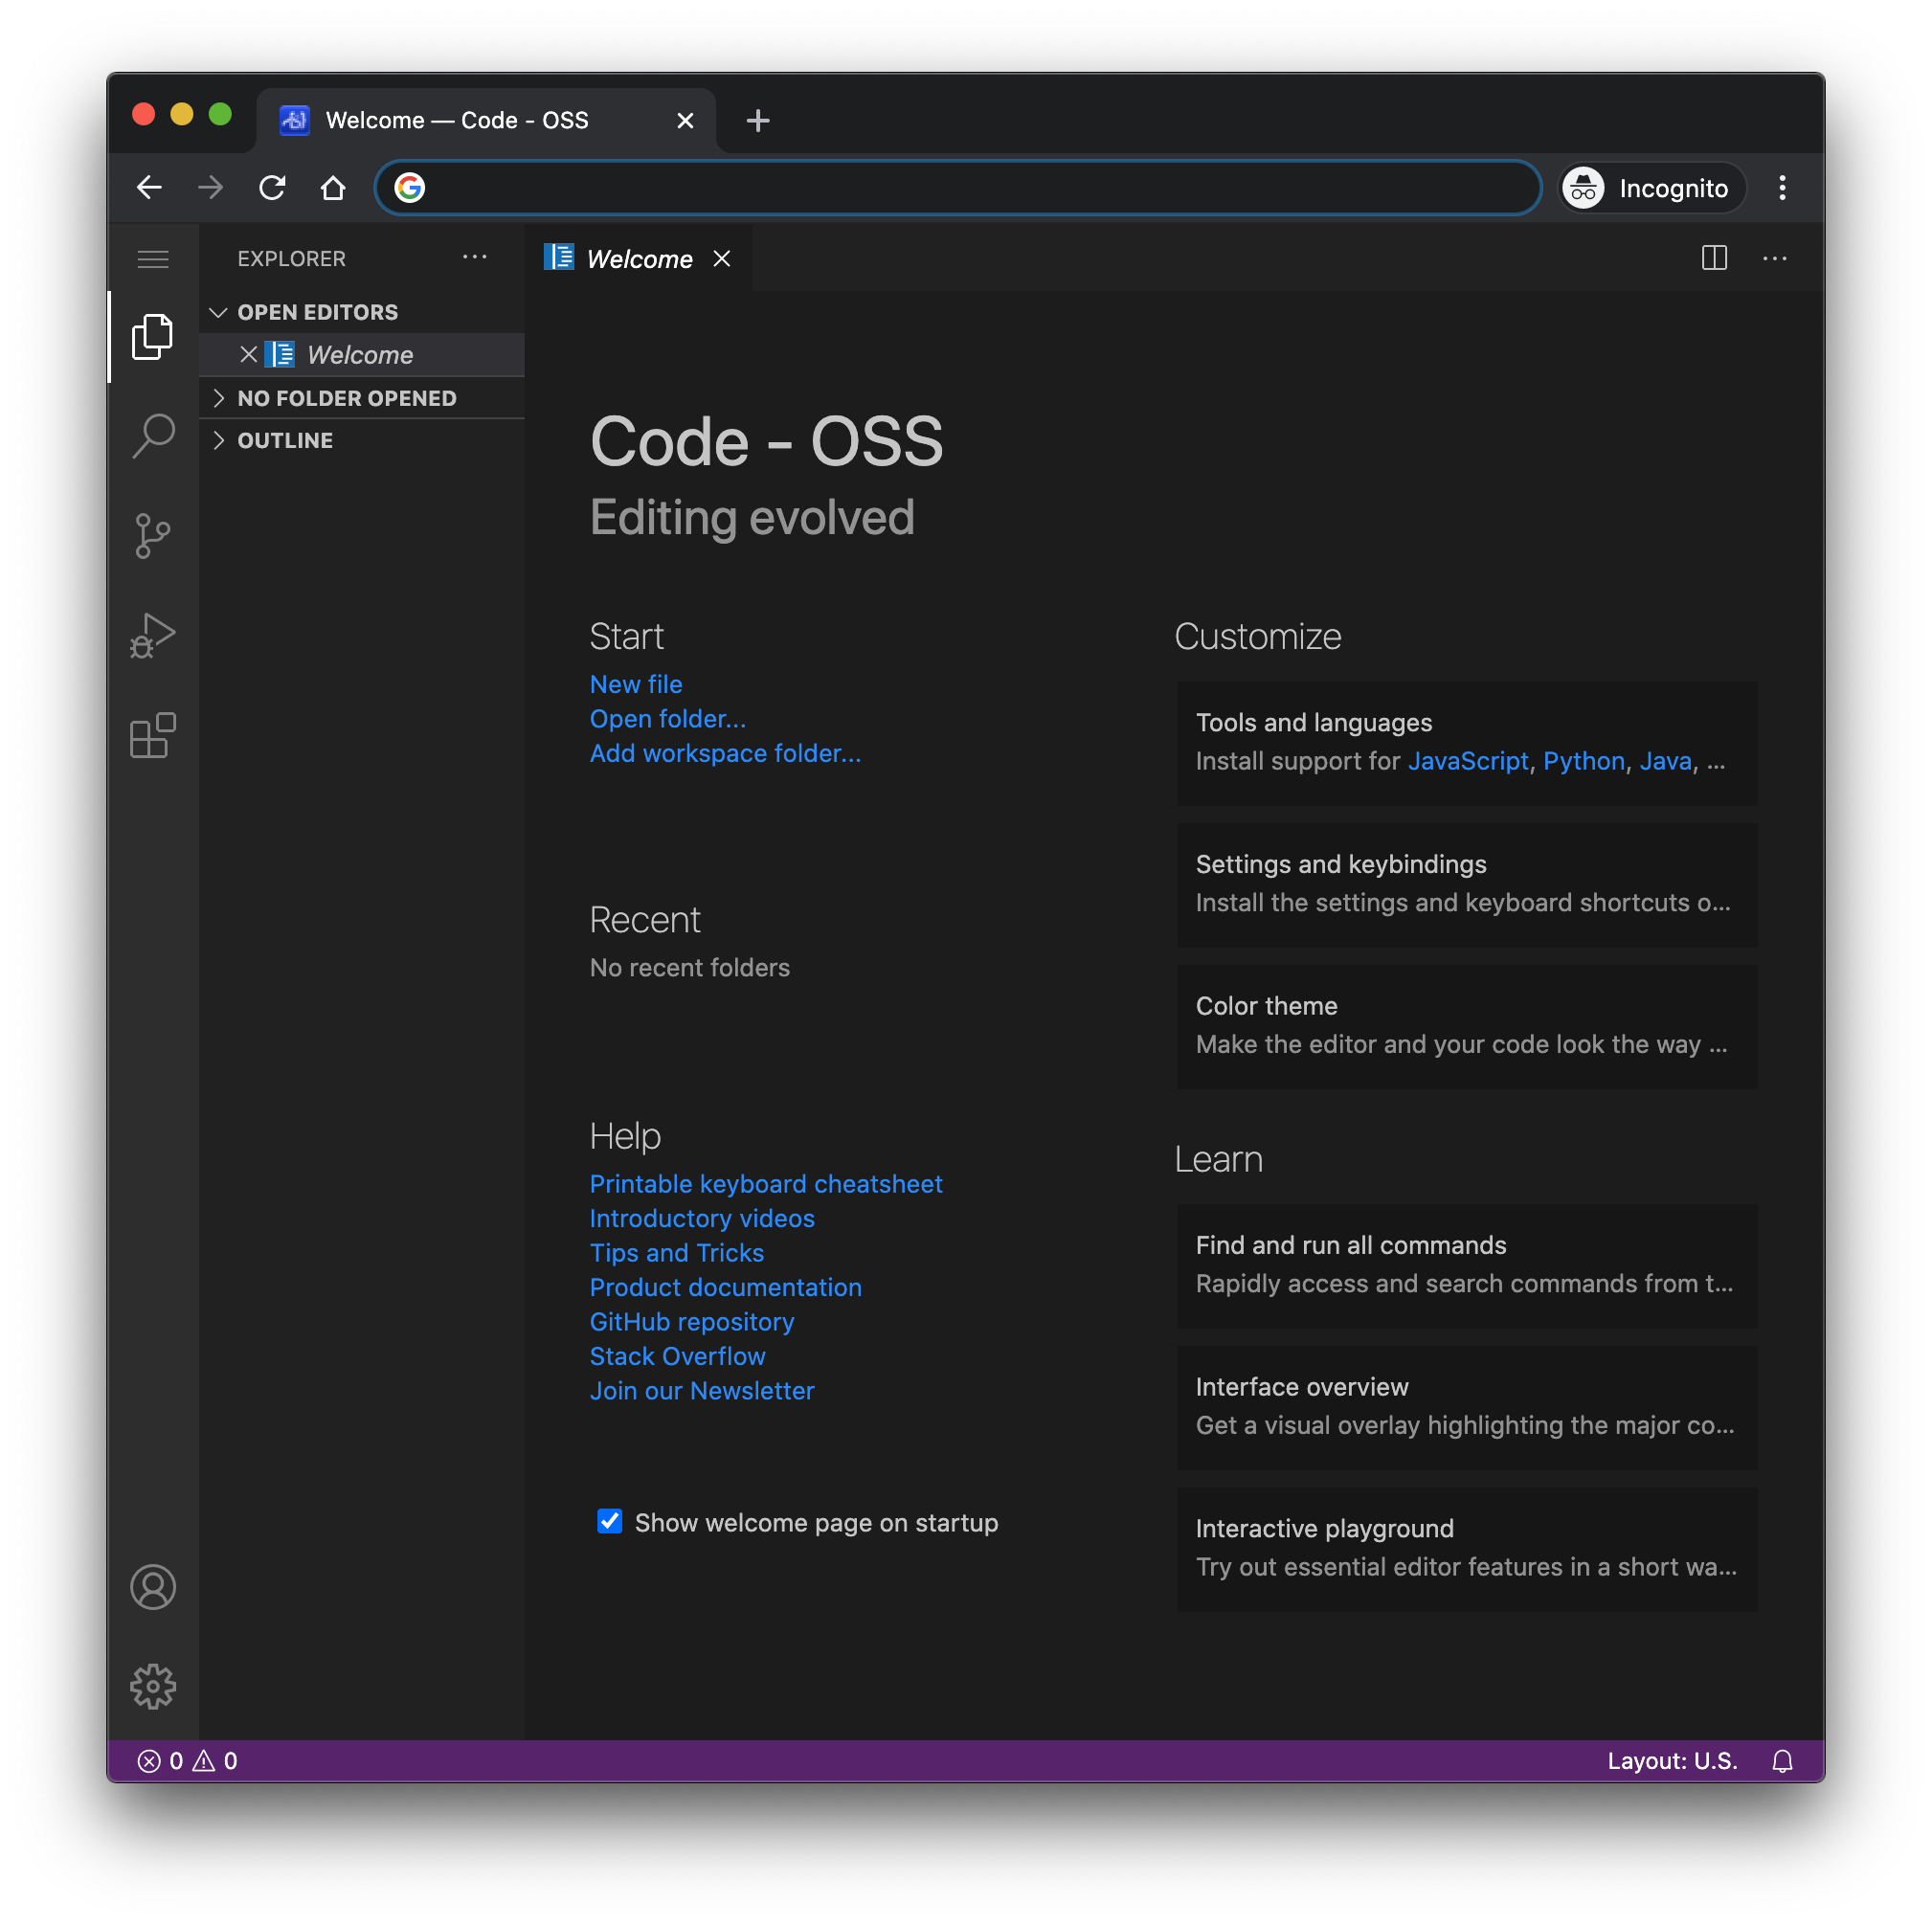 Welcome — Code - OSS
Incognito
EXPLORER
OPEN EDITORS
Welcome
NO FOLDER OPENED
OUTLINE
Welcome
Code - OSS
Editing evolved
Start
New file
Open folder...
Add workspace folder...
Recent
No recent folders
Help
Printable keyboard cheatsheet
Introductory videos
Tips and Tricks
Product documentation
GitHub repository
Stack Overflow
Join our Newsletter
Show welcome page on startup
Customize
Tools and languages
Install support for JavaScript, Python, Java, ...
Settings and keybindings
Install the settings and keyboard shortcuts o...
Color theme
Make the editor and your code look the way ...
Learn
Find and run all commands
Rapidly access and search commands from t...
Interface overview
Get a visual overlay highlighting the major co...
Interactive playground
Try out essential editor features in a short wa...
0 0
Layout: U.S.